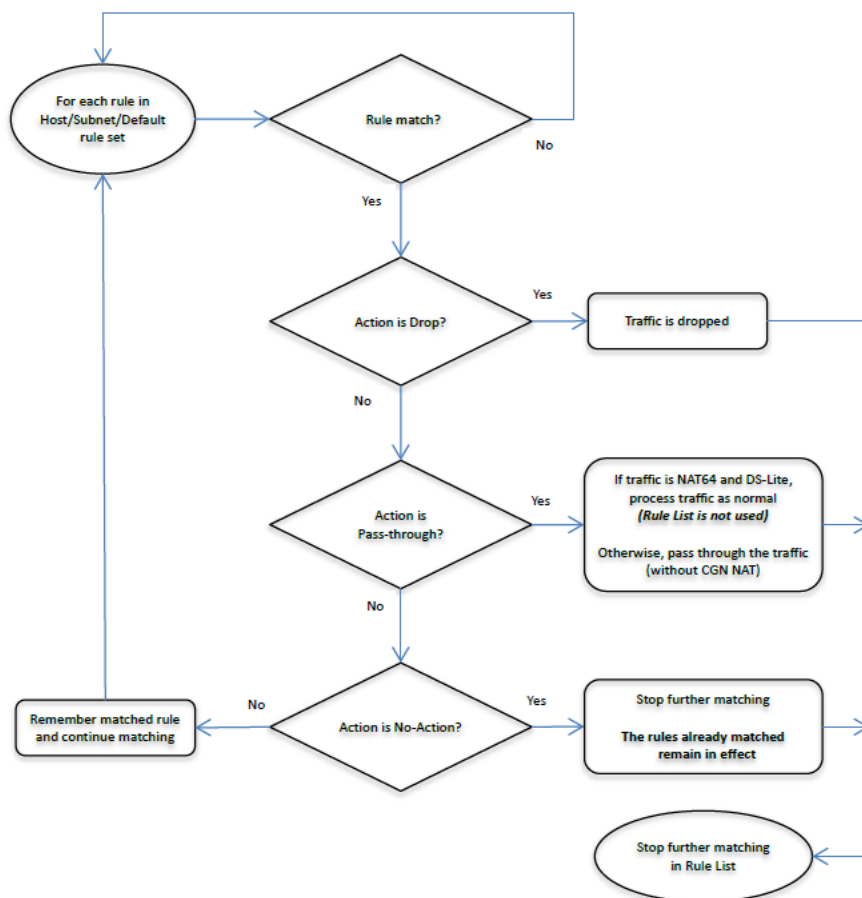 For each rule in
Host/Subnet/Default
rule set
Rule match?
No
Yes
Action is Drop?
Yes
Traffic is dropped
No
Action is
Pass-through?
Yes
If traffic is NAT64 and DS-Lite,
process traffic as normal
(Rule List is not used)
Otherwise, pass through the traffic
(without CGN NAT)
No
Action is No-Action?
No
Remember matched rule
and continue matching
Yes
Stop further matching
The rules already matched
remain in effect
Stop further matching
in Rule List